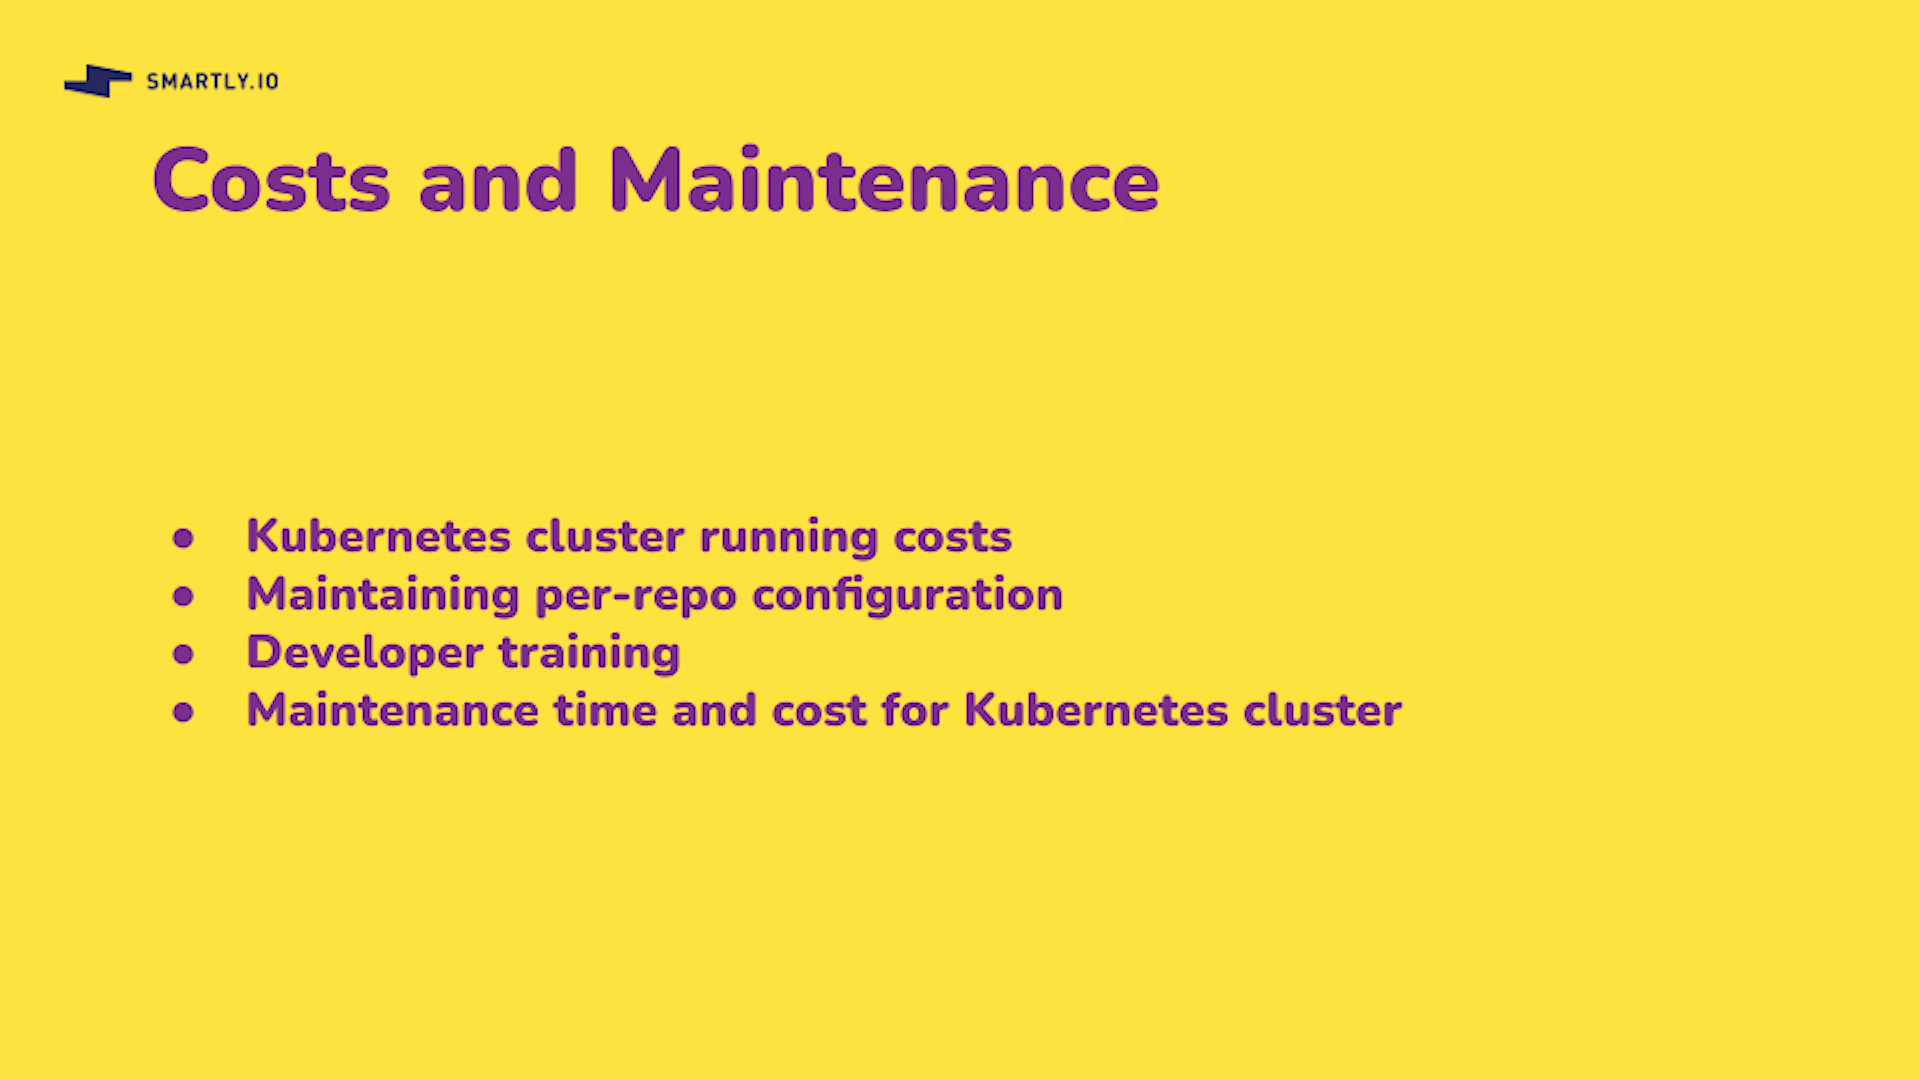 SMARTLY.IO
Costs and Maintenance
● Kubernetes cluster running costs
● Maintaining per-repo configuration
● Developer training
● Maintenance time and cost for Kubernetes cluster